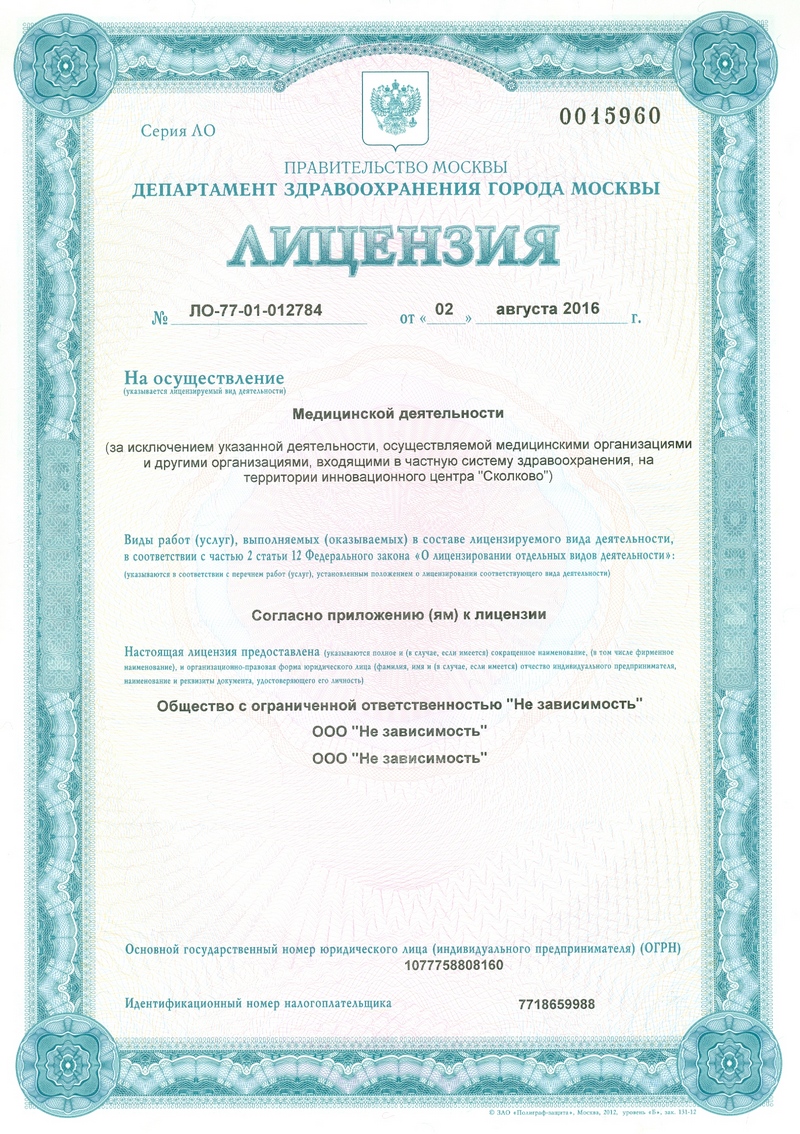 Серия ЛО
0015960
ПРАВИТЕЛЬСТВО МОСКВЫ
ДЕПАРТАМЕНТ ЗДРАВООХРАНЕНИЯ ГОРОДА МОСКВЫ
ЛИЦЕНЗИЯ
№ ЛО-77-01-012784 от «02» августа 2016 г.
На осуществление
(указывается лицензируемый вид деятельности)
Медицинской деятельности
(за исключением указанной деятельности, осуществляемой медицинскими организациями
и другими организациями, входящими в частную систему здравоохранения, на
территории инновационного центра "Сколково")
Виды работ (услуг), выполняемых (оказываемых) в составе лицензируемого вида деятельности,
в соответствии с частью 2 статьи 12 Федерального закона «О лицензировании отдельных видов деятельности»:
(указываются в соответствии с перечнем работ (услуг), установленным положением о лицензировании соответствующего вида деятельности)
Согласно приложению (ям) к лицензии
Настоящая лицензия предоставлена (указываются полное и (в случае, если имеется) сокращенное наименование, (в том числе фирменное
наименование), и организационно-правовая форма юридического лица (фамилия, имя и (в случае, если имеется) отчество индивидуального предпринимателя,
наименование и реквизиты документа, удостоверяющего его личность)
Общество с ограниченной ответственностью "Не зависимость"
ООО "Не зависимость"
ООО "Не зависимость"
Основной государственный номер юридического лица (индивидуального предпринимателя) (ОГРН)
1077758808160
Идентификационный номер налогоплательщика 7718659988
© ЗАО «Полиграф-защита», Москва, 2012, уровень «Б», зак. 131-12